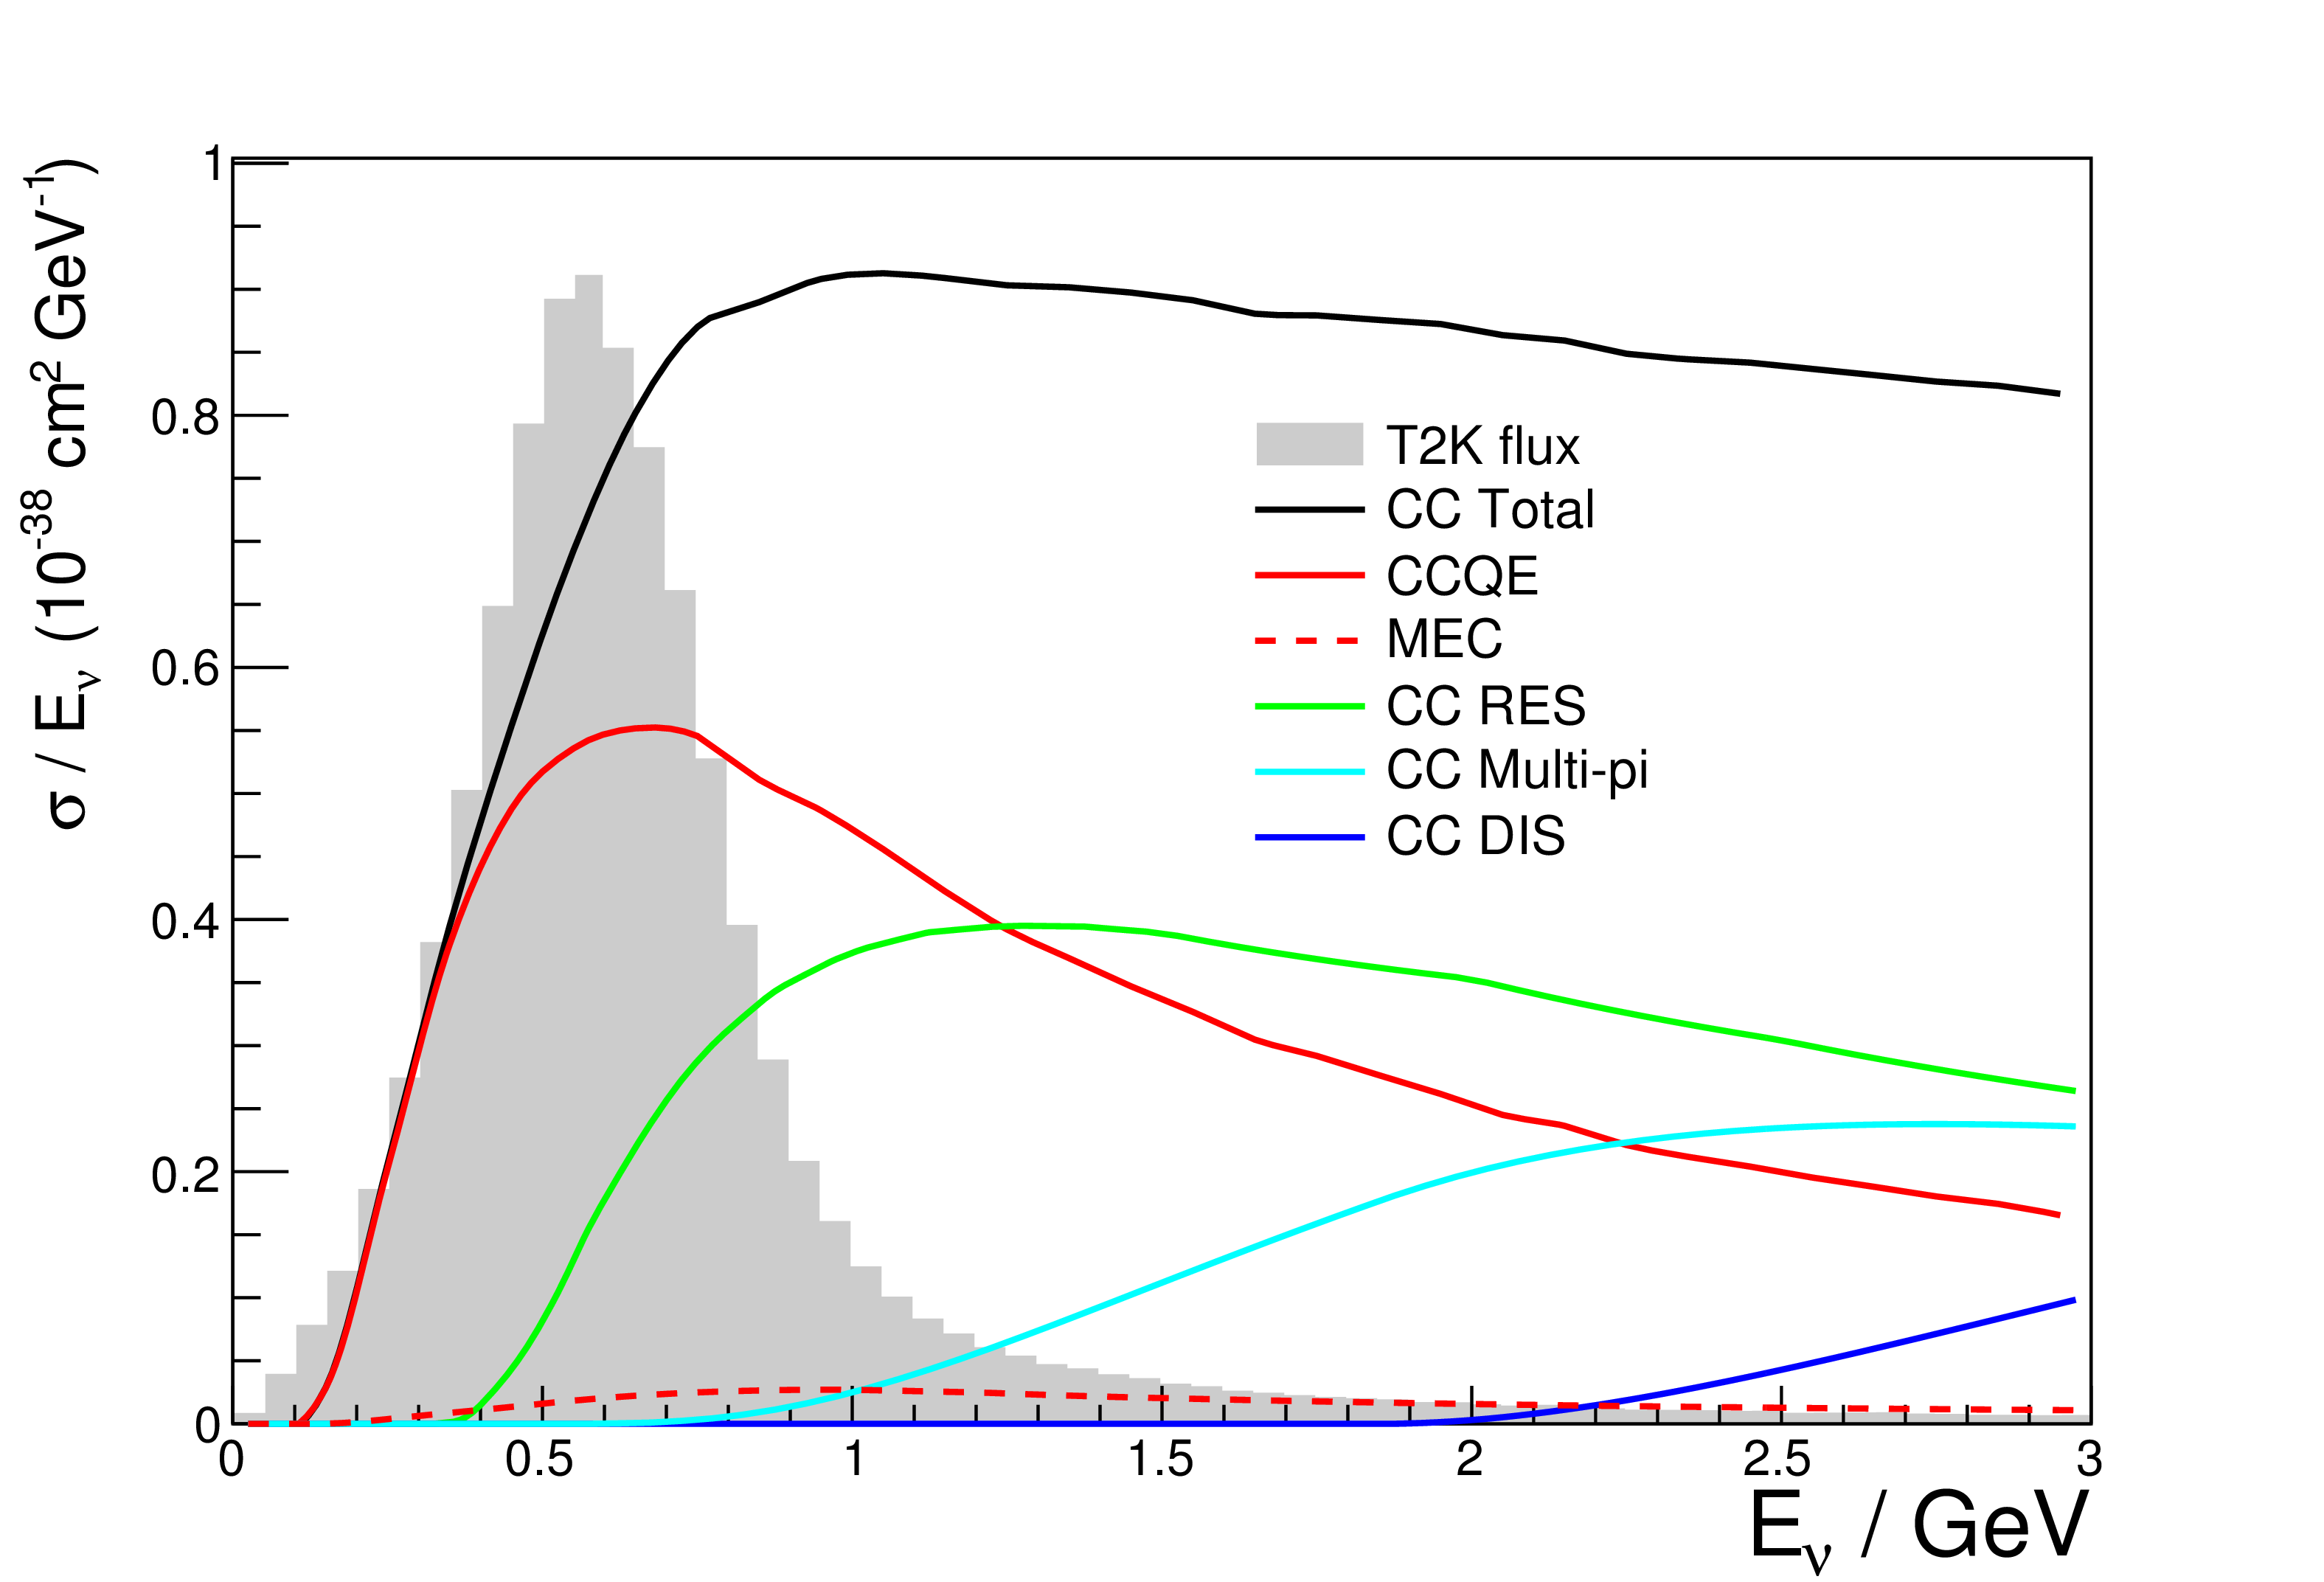 σ / Eν (10⁻³⁸ cm² GeV⁻¹)
1
0.8
0.6
0.4
0.2
0
T2K flux
CC Total
CCQE
MEC
CC RES
CC Multi-pi
CC DIS
0 0.5 1 1.5 2 2.5 3
Eν / GeV